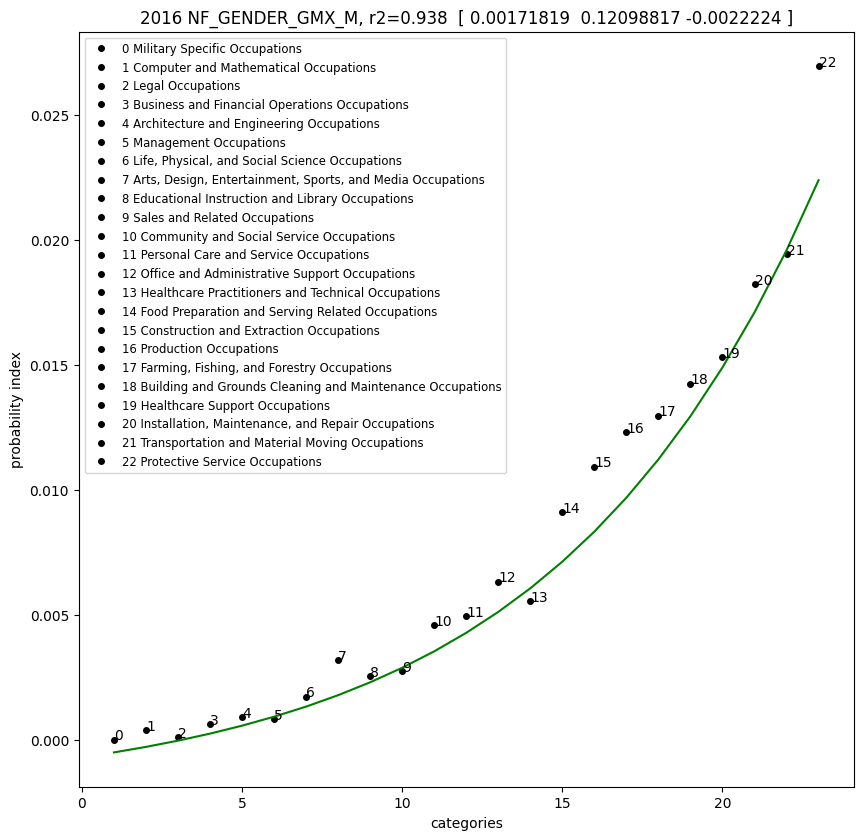 2016 NF_GENDER_GMX_M, r2=0.938 [ 0.00171819 0.12098817 -0.0022224 ]
0 Military Specific Occupations
1 Computer and Mathematical Occupations
2 Legal Occupations
3 Business and Financial Operations Occupations
4 Architecture and Engineering Occupations
5 Management Occupations
6 Life, Physical, and Social Science Occupations
7 Arts, Design, Entertainment, Sports, and Media Occupations
8 Educational Instruction and Library Occupations
9 Sales and Related Occupations
10 Community and Social Service Occupations
11 Personal Care and Service Occupations
12 Office and Administrative Support Occupations
13 Healthcare Practitioners and Technical Occupations
14 Food Preparation and Serving Related Occupations
15 Construction and Extraction Occupations
16 Production Occupations
17 Farming, Fishing, and Forestry Occupations
18 Building and Grounds Cleaning and Maintenance Occupations
19 Healthcare Support Occupations
20 Installation, Maintenance, and Repair Occupations
21 Transportation and Material Moving Occupations
22 Protective Service Occupations
probability index
0.025
0.020
0.015
0.010
0.005
0.000
0
1
2
3
4
5
6
7
8
9
10
11
12
13
14
15
16
17
18
19
20
21
22
0
5
10
15
20
categories